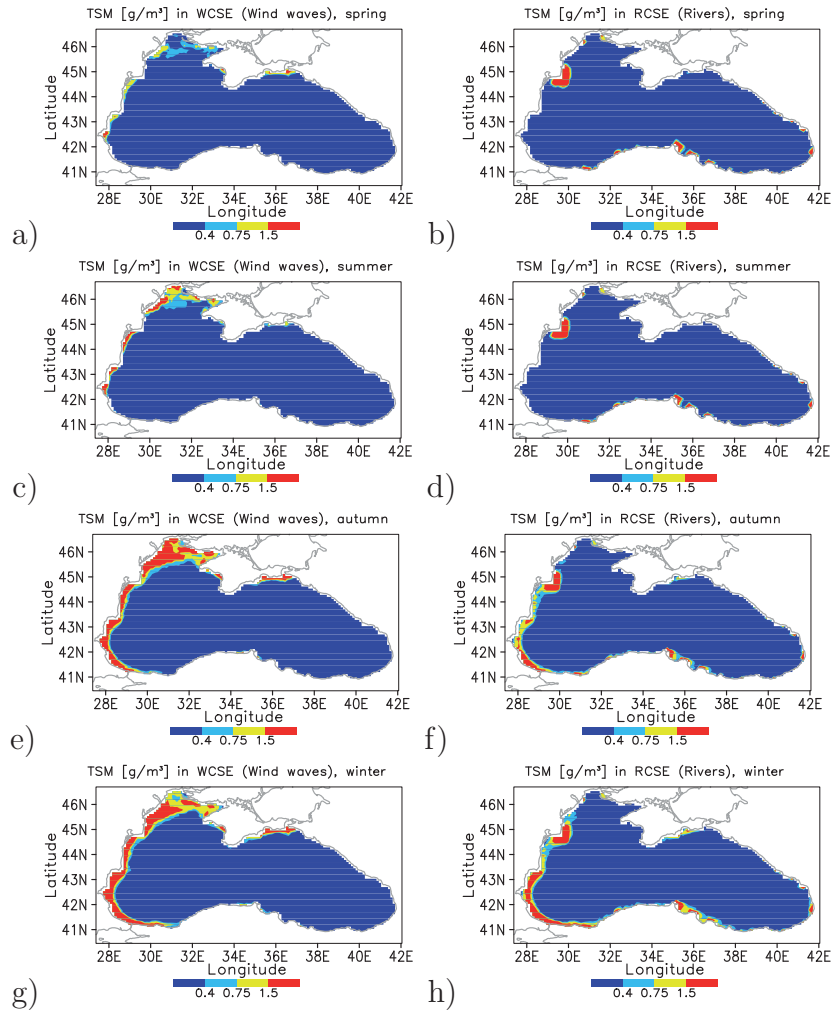 TSM [g/m³] in WCSE (Wind waves), spring
46N
45N
44N
43N
42N
41N
Latitude
28E 30E 32E 34E 36E 38E 40E 42E
Longitude
0.4 0.75 1.5
a)
TSM [g/m³] in RCSE (Rivers), spring
46N
45N
44N
43N
42N
41N
Latitude
28E 30E 32E 34E 36E 38E 40E 42E
Longitude
0.4 0.75 1.5
b)
TSM [g/m³] in WCSE (Wind waves), summer
46N
45N
44N
43N
42N
41N
Latitude
28E 30E 32E 34E 36E 38E 40E 42E
Longitude
0.4 0.75 1.5
c)
TSM [g/m³] in RCSE (Rivers), summer
46N
45N
44N
43N
42N
41N
Latitude
28E 30E 32E 34E 36E 38E 40E 42E
Longitude
0.4 0.75 1.5
d)
TSM [g/m³] in WCSE (Wind waves), autumn
46N
45N
44N
43N
42N
41N
Latitude
28E 30E 32E 34E 36E 38E 40E 42E
Longitude
0.4 0.75 1.5
e)
TSM [g/m³] in RCSE (Rivers), autumn
46N
45N
44N
43N
42N
41N
Latitude
28E 30E 32E 34E 36E 38E 40E 42E
Longitude
0.4 0.75 1.5
f)
TSM [g/m³] in WCSE (Wind waves), winter
46N
45N
44N
43N
42N
41N
Latitude
28E 30E 32E 34E 36E 38E 40E 42E
Longitude
0.4 0.75 1.5
g)
TSM [g/m³] in RCSE (Rivers), winter
46N
45N
44N
43N
42N
41N
Latitude
28E 30E 32E 34E 36E 38E 40E 42E
Longitude
0.4 0.75 1.5
h)